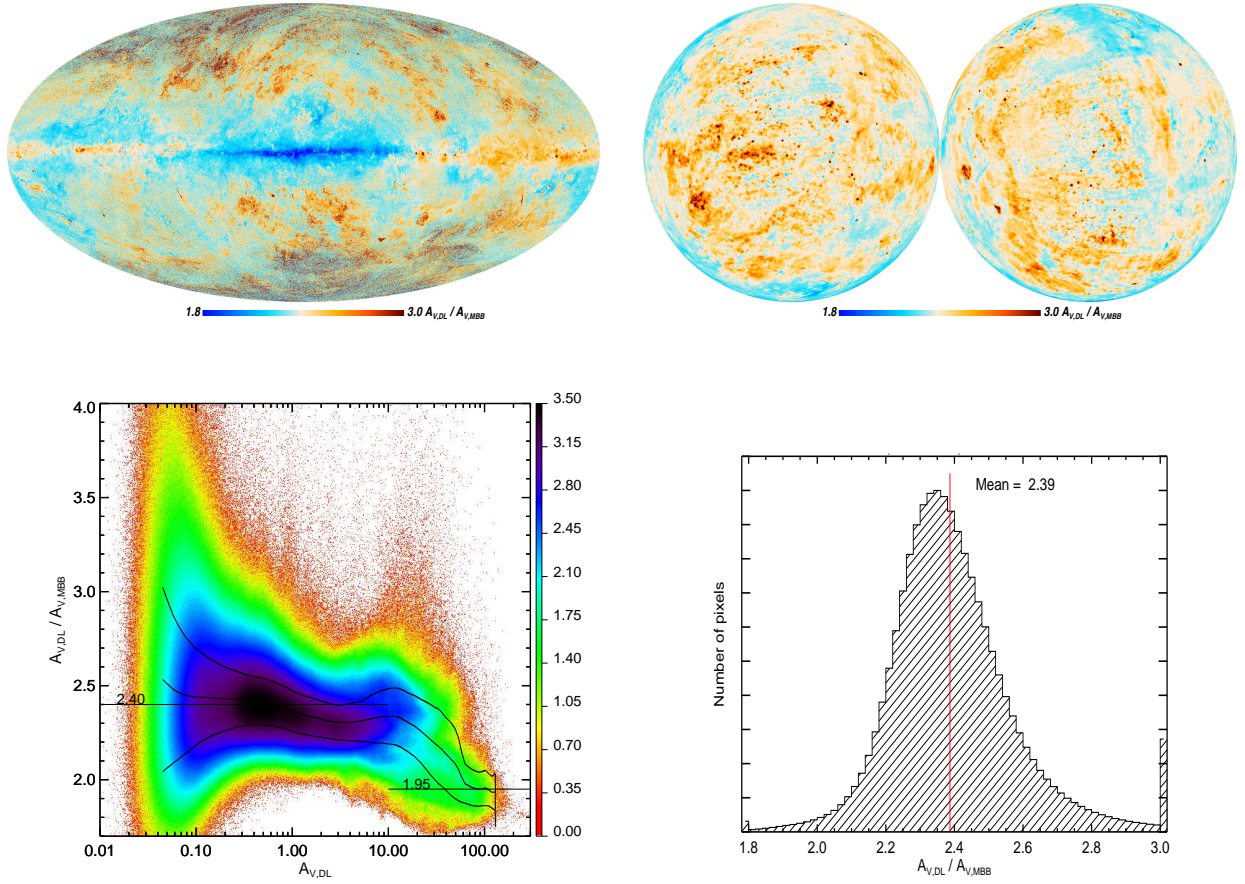 1.8 3.0 A_V,DL / A_V,MBB
1.8 3.0 A_V,DL / A_V,MBB
4.0
3.5
3.0
2.5
2.0
A_V,DL / A_V,MBB
2.40
1.95
0.01 0.10 1.00 10.00 100.00
A_V,DL
3.50
3.15
2.80
2.45
2.10
1.75
1.40
1.05
0.70
0.35
0.00
Mean = 2.39
Number of pixels
1.8 2.0 2.2 2.4 2.6 2.8 3.0
A_V,DL / A_V,MBB